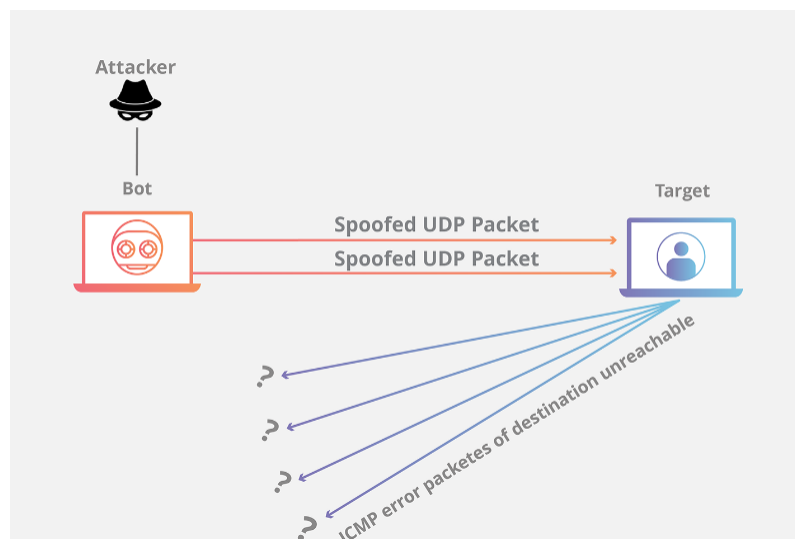 Attacker
Bot
Target
Spoofed UDP Packet
Spoofed UDP Packet
?
?
?
?
ICMP error packetes of destination unreachable